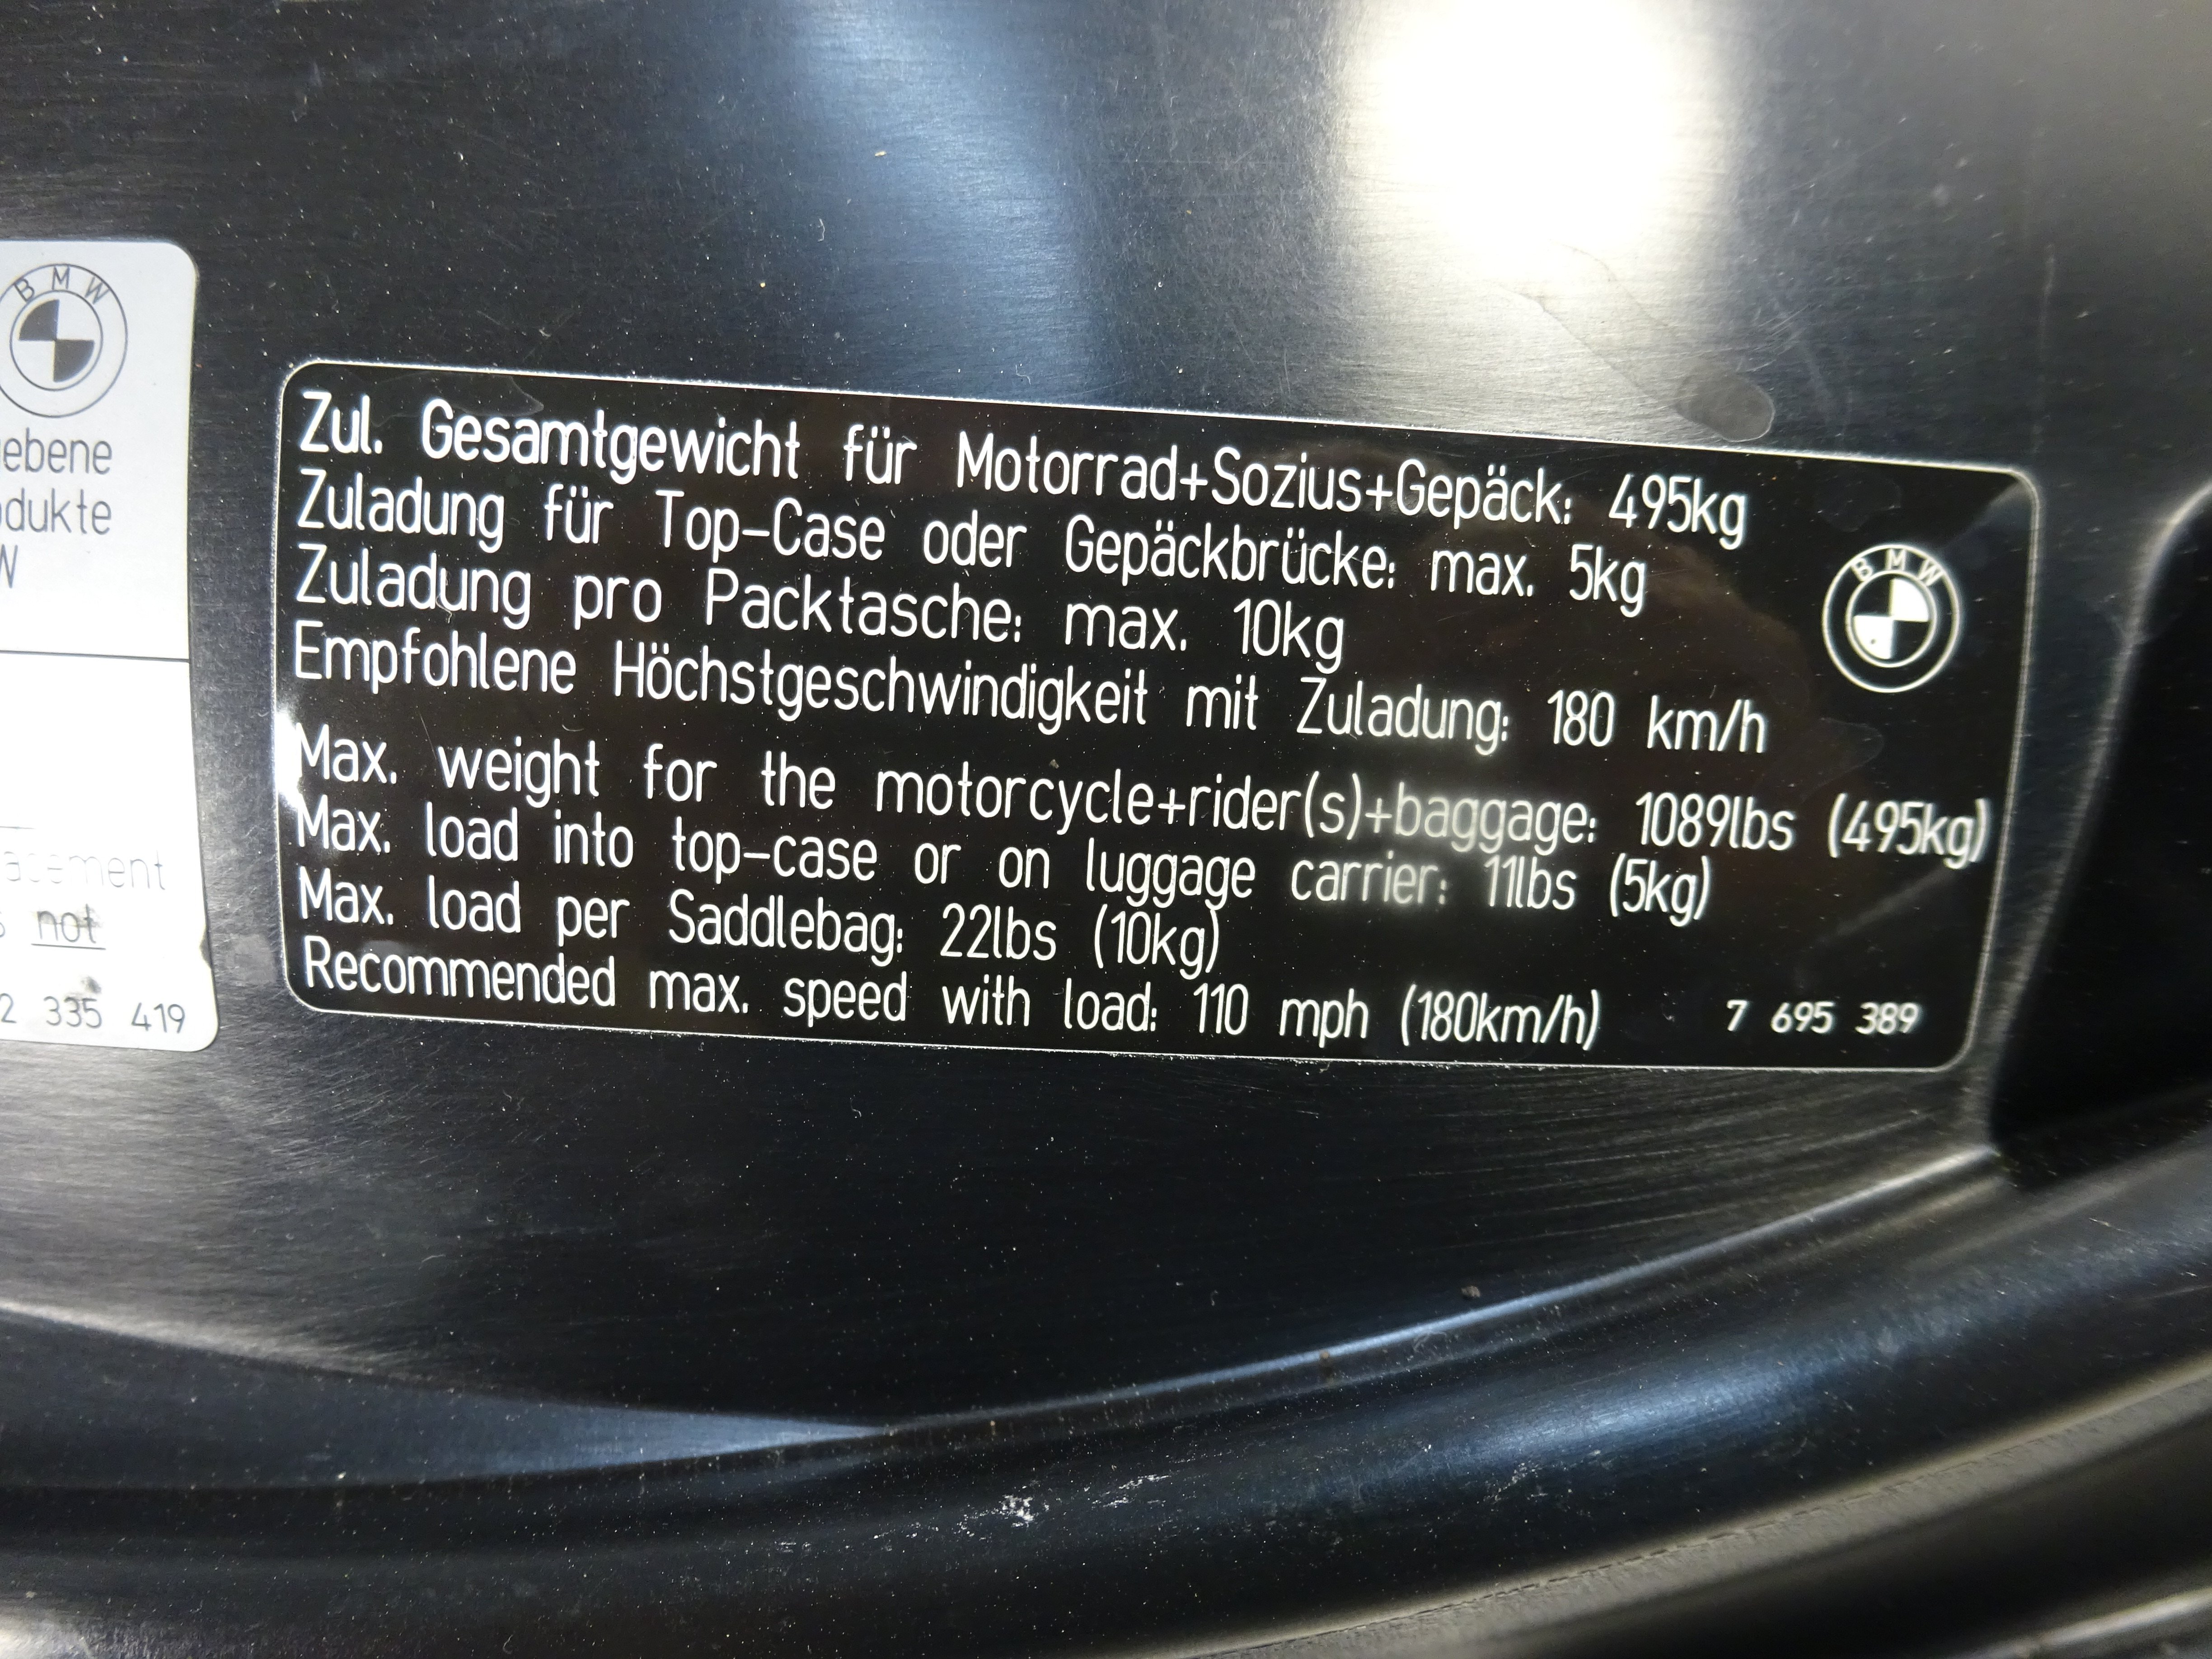 BMW
odukte
not
335 419
Zul. Gesamtgewicht für Motorrad+Sozius+Gepäck: 495kg
Zuladung für Top-Case oder Gepäckbrücke: max. 5kg
Zuladung pro Packtasche: max. 10kg
Empfohlene Höchstgeschwindigkeit mit Zuladung: 180 km/h
BMW
Max. weight for the motorcycle+rider(s)+baggage: 1089lbs (495kg)
Max. load into top-case or on luggage carrier: 11lbs (5kg)
Max. load per Saddlebag: 22lbs (10kg)
Recommended max. speed with load: 110 mph (180km/h)
7 695 389